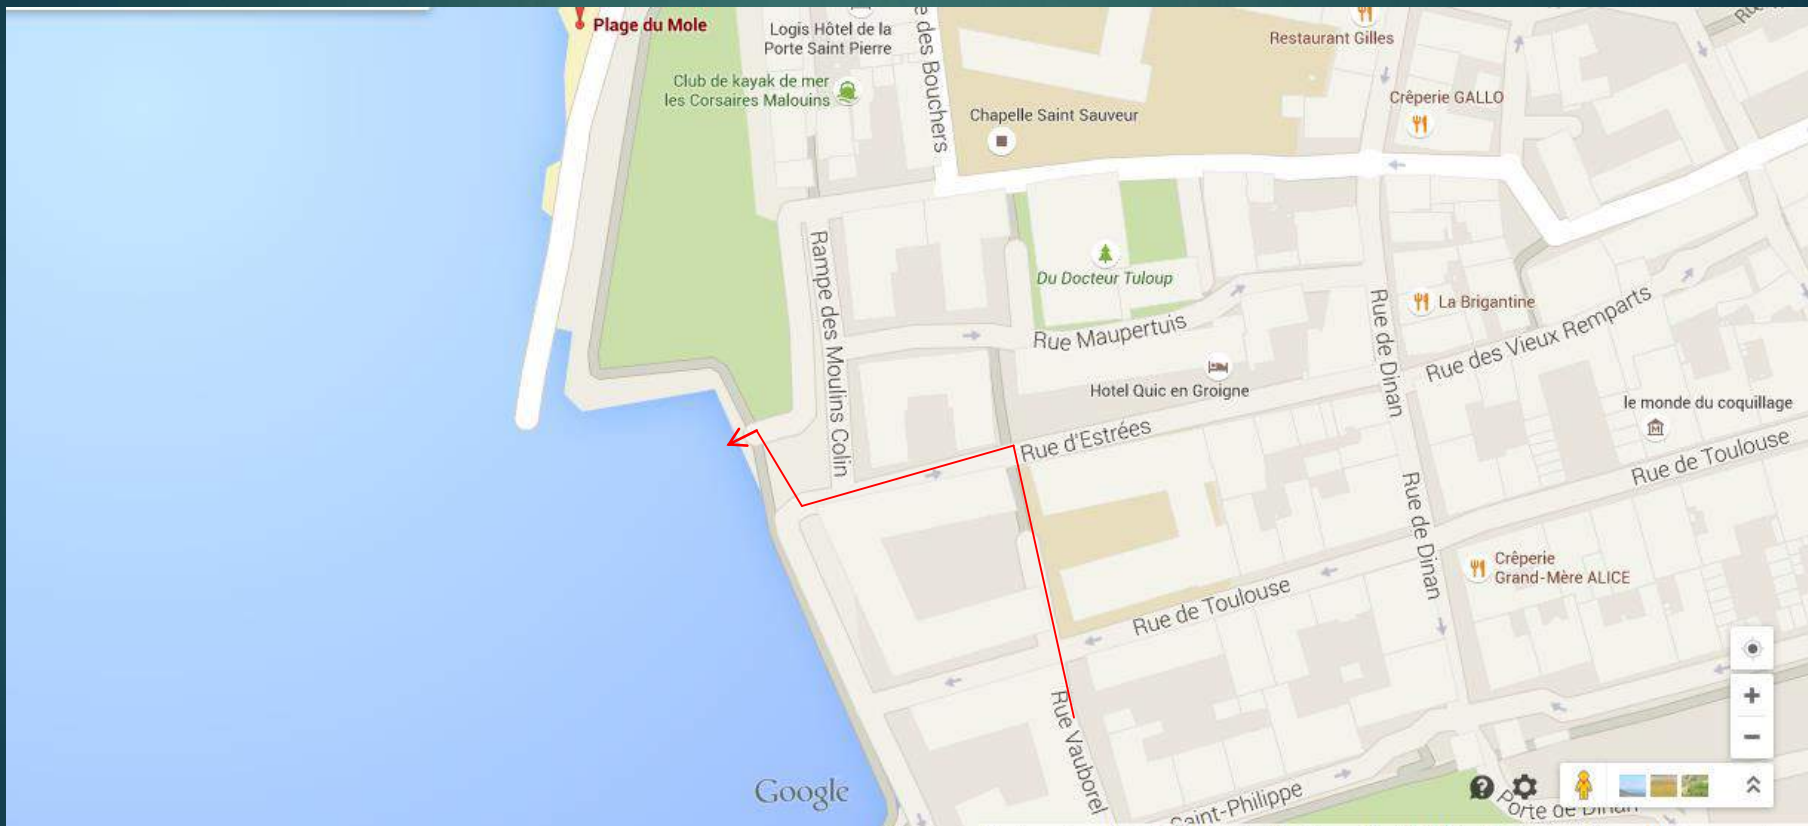 Plage du Mole
Logis Hôtel de la
Porte Saint Pierre
Club de kayak de mer
les Corsaires Malouins
des Bouchers
Restaurant Gilles
Crêperie GALLO
Chapelle Saint Sauveur
Du Docteur Tuloup
Rampe des Moulins Colin
Rue Maupertuis
Rue de Dinan
La Brigantine
Rue des Vieux Remparts
Hotel Quic en Groigne
le monde du coquillage
Rue d'Estrées
Rue de Toulouse
Rue de Dinan
Crêperie
Grand-Mère ALICE
Rue de Toulouse
Rue Vauborel
Google
Saint-Philippe
Porte de Dinan